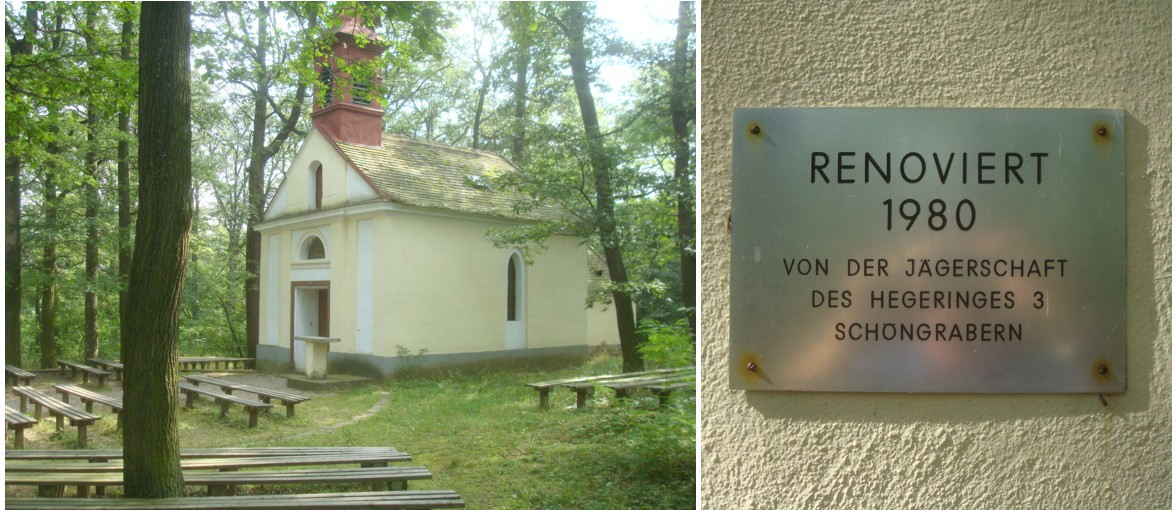 RENOVIERT
1980
VON DER JÄGERSCHAFT
DES HEGERINGES 3
SCHÖNGRABERN